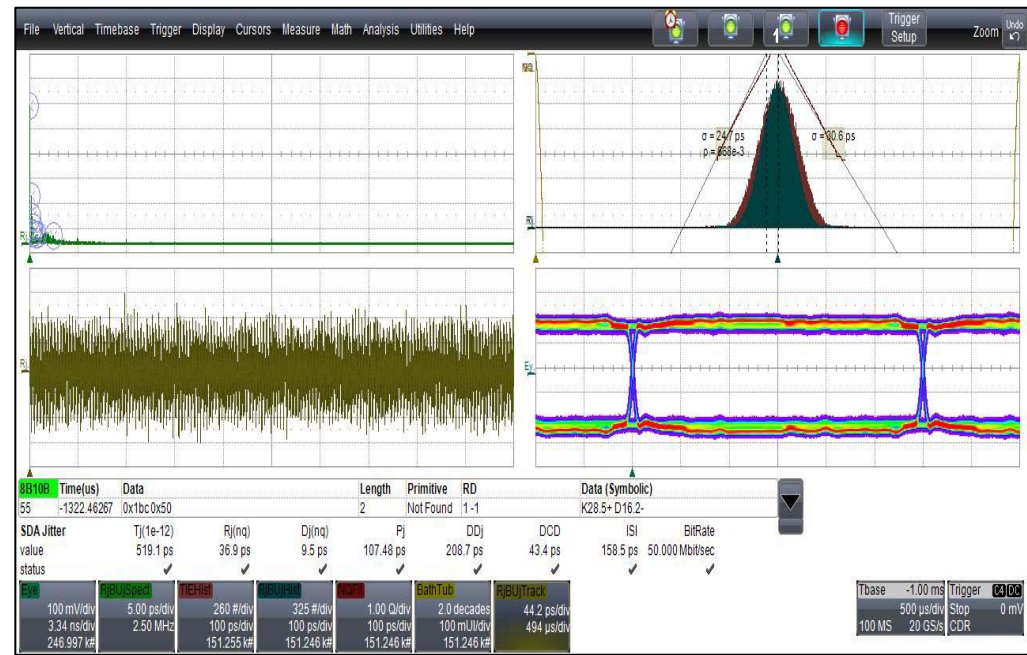 File Vertical Timebase Trigger Display Cursors Measure Math Analysis Utilities Help
1
Trigger Setup
Zoom
Undo
σ = 24.7 ps
σ = 30.6 ps
Ey
8B10B Time(us) Data Length Primitive RD Data (Symbolic)
55 -1322.46267 0x1bc 0x50 2 Not Found 1 -1 K28.5+ D16.2-
SDA Jitter Tj(1e-12) Rj(nq) Dj(nq) Pj DDj DCD ISI BitRate
value 519.1 ps 36.9 ps 9.5 ps 107.48 ps 208.7 ps 43.4 ps 158.5 ps 50.000 Mbit/sec
status
Eye RjBUjSpect TIEHist RjBUjHist NQFit BathTub RjBUjTrack
100 mV/div 5.00 ps/div 260 #/div 325 #/div 1.00 Q/div 2.0 decades 44.2 ps/div
3.34 ns/div 2.50 MHz 100 ps/div 100 ps/div 100 ps/div 100 mUI/div 494 µs/div
246.997 k# 151.255 k# 151.246 k# 151.246 k# 151.246 k#
Tbase -1.00 ms Trigger C4 DC
500 µs/div Stop 0 mV
100 MS 20 GS/s CDR